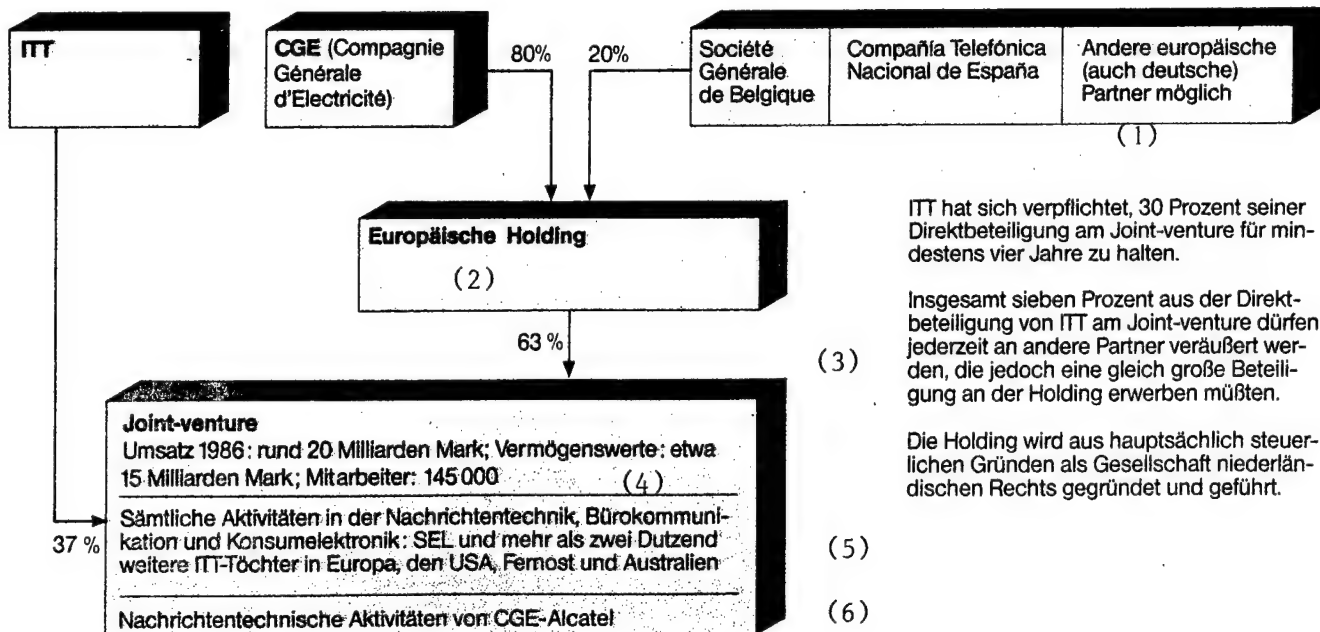 ITT
CGE (Compagnie
Générale
d'Electricité)
80%
20%
Société
Générale
de Belgique
Compañía Telefónica
Nacional de España
Andere europäische
(auch deutsche)
Partner möglich
(1)
Europäische Holding
(2)
63 %
(3)
ITT hat sich verpflichtet, 30 Prozent seiner
Direktbeteiligung am Joint-venture für min-
destens vier Jahre zu halten.
Insgesamt sieben Prozent aus der Direkt-
beteiligung von ITT am Joint-venture dürfen
jederzeit an andere Partner veräußert wer-
den, die jedoch eine gleich große Beteili-
gung an der Holding erwerben müßten.
Die Holding wird aus hauptsächlich steuer-
lichen Gründen als Gesellschaft niederlän-
dischen Rechts gegründet und geführt.
Joint-venture
Umsatz 1986: rund 20 Milliarden Mark; Vermögenswerte: etwa
15 Milliarden Mark; Mitarbeiter: 145 000
(4)
37 %
Sämtliche Aktivitäten in der Nachrichtentechnik, Bürokommuni-
kation und Konsumelektronik: SEL und mehr als zwei Dutzend
weitere ITT-Töchter in Europa, den USA, Fernost und Australien
(5)
Nachrichtentechnische Aktivitäten von CGE-Alcatel
(6)